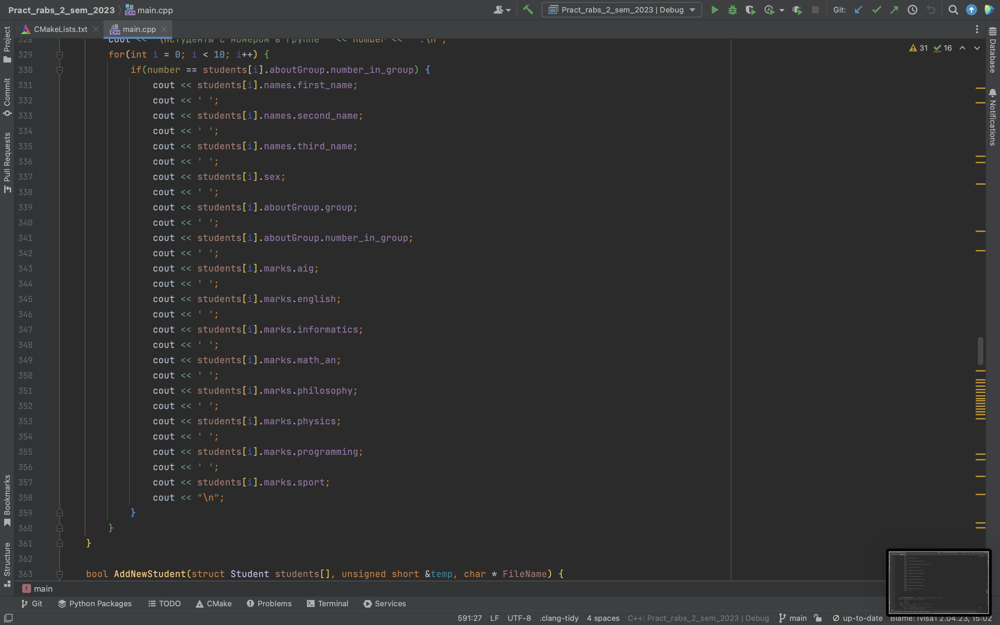 Pract_rabs_2_sem_2023 main.cpp Pract_rabs_2_sem_2023 | Debug Git:
CMakeLists.txt main.cpp
Project
Commit
Pull Requests
Bookmarks
Structure
Database
Notifications
31 16
328 cout << "\nСтуденты с номером в группе " << number << " :\n";
329 for(int i = 0; i < 10; i++) {
330 if(number == students[i].aboutGroup.number_in_group) {
331 cout << students[i].names.first_name;
332 cout << ' ';
333 cout << students[i].names.second_name;
334 cout << ' ';
335 cout << students[i].names.third_name;
336 cout << ' ';
337 cout << students[i].sex;
338 cout << ' ';
339 cout << students[i].aboutGroup.group;
340 cout << ' ';
341 cout << students[i].aboutGroup.number_in_group;
342 cout << ' ';
343 cout << students[i].marks.aig;
344 cout << ' ';
345 cout << students[i].marks.english;
346 cout << ' ';
347 cout << students[i].marks.informatics;
348 cout << ' ';
349 cout << students[i].marks.math_an;
350 cout << ' ';
351 cout << students[i].marks.philosophy;
352 cout << ' ';
353 cout << students[i].marks.physics;
354 cout << ' ';
355 cout << students[i].marks.programming;
356 cout << ' ';
357 cout << students[i].marks.sport;
358 cout << "\n";
359 }
360 }
361 }
362
363 bool AddNewStudent(struct Student students[], unsigned short &temp, char * FileName) {
f main
Git Python Packages TODO CMake Problems Terminal Services
591:27 LF UTF-8 .clang-tidy 4 spaces C++: Pract_rabs_2_sem_2023 | Debug main up-to-date Blame: